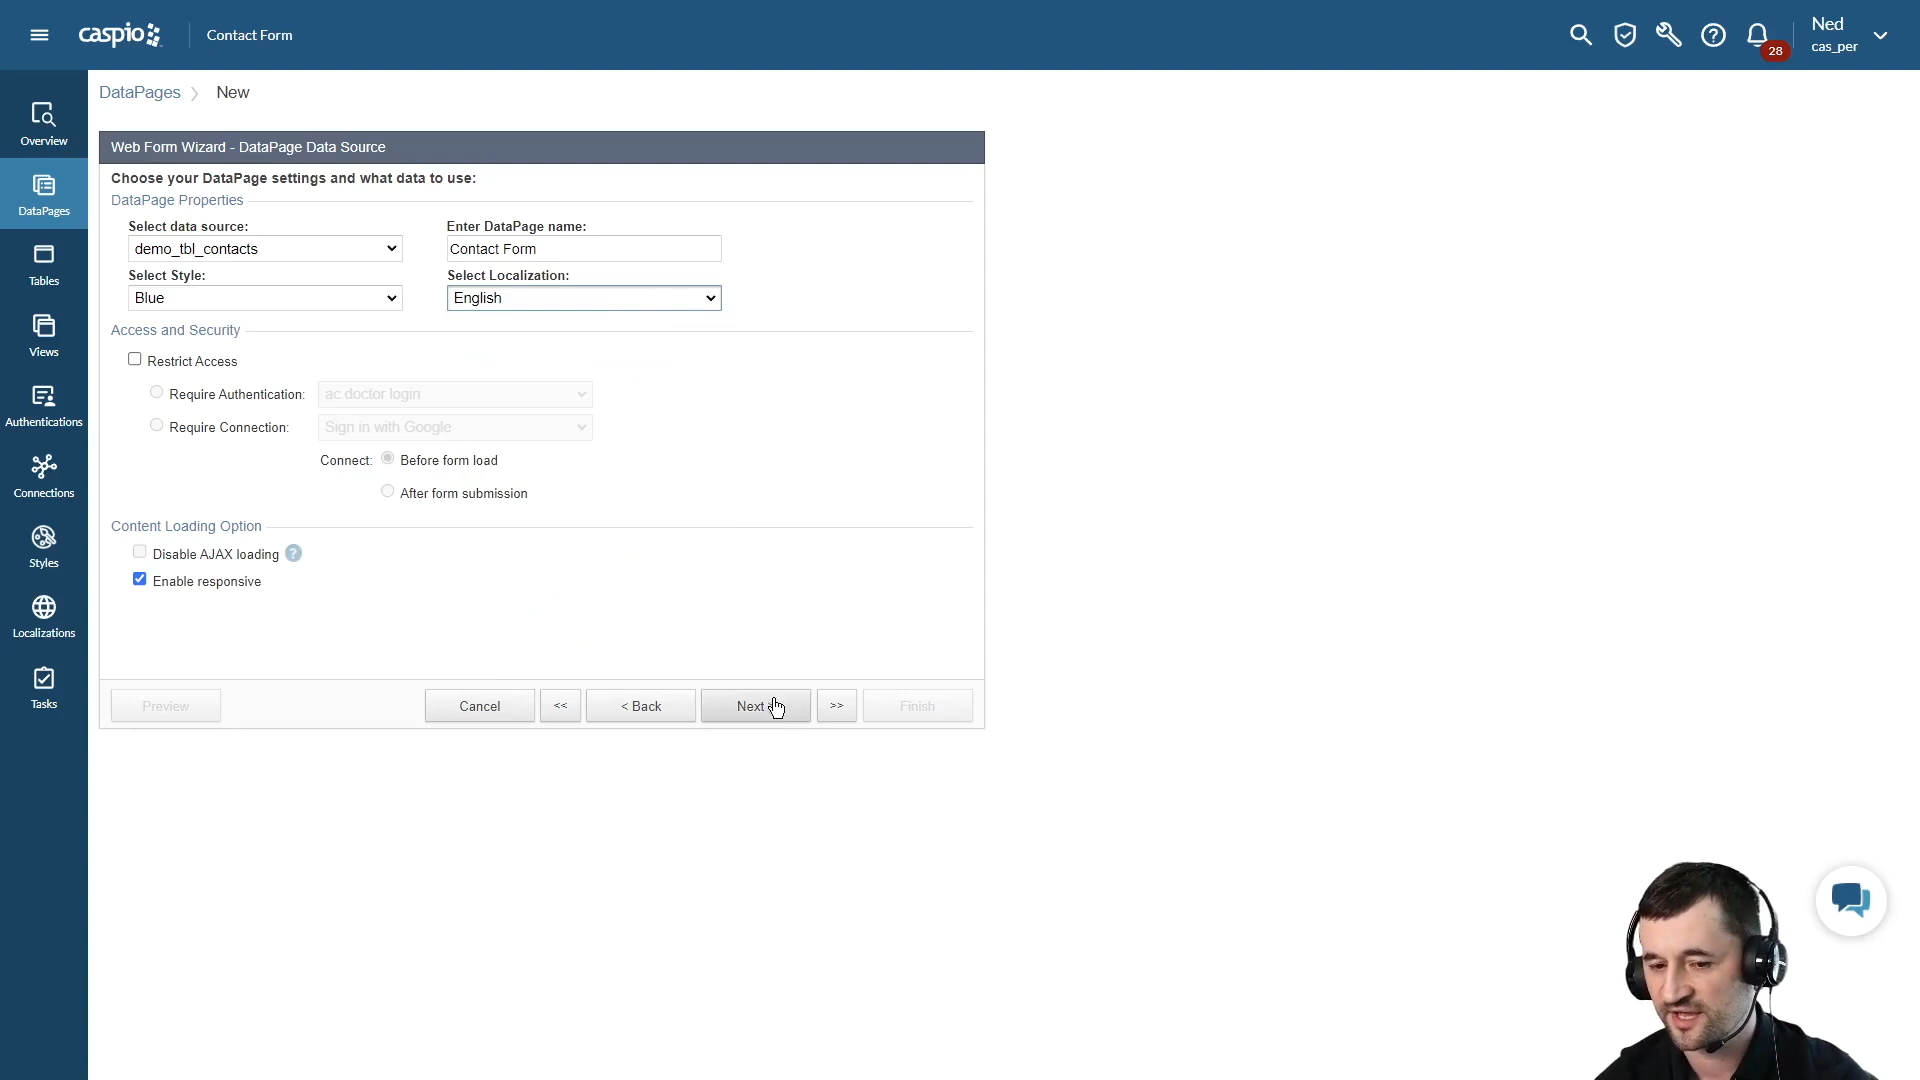 caspio
Contact Form
28
Ned
cas_per
DataPages
New
Overview
DataPages
Tables
Views
Authentications
Connections
Styles
Localizations
Tasks
Web Form Wizard - DataPage Data Source
Choose your DataPage settings and what data to use:
DataPage Properties
Select data source:
Enter DataPage name:
demo_tbl_contacts
Contact Form
Select Style:
Select Localization:
Blue
English
Access and Security
Restrict Access
Require Authentication:
ac doctor login
Require Connection:
Sign in with Google
Connect:
Before form load
After form submission
Content Loading Option
Disable AJAX loading ?
Enable responsive
Preview
Cancel
<<
< Back
Next
>>
Finish